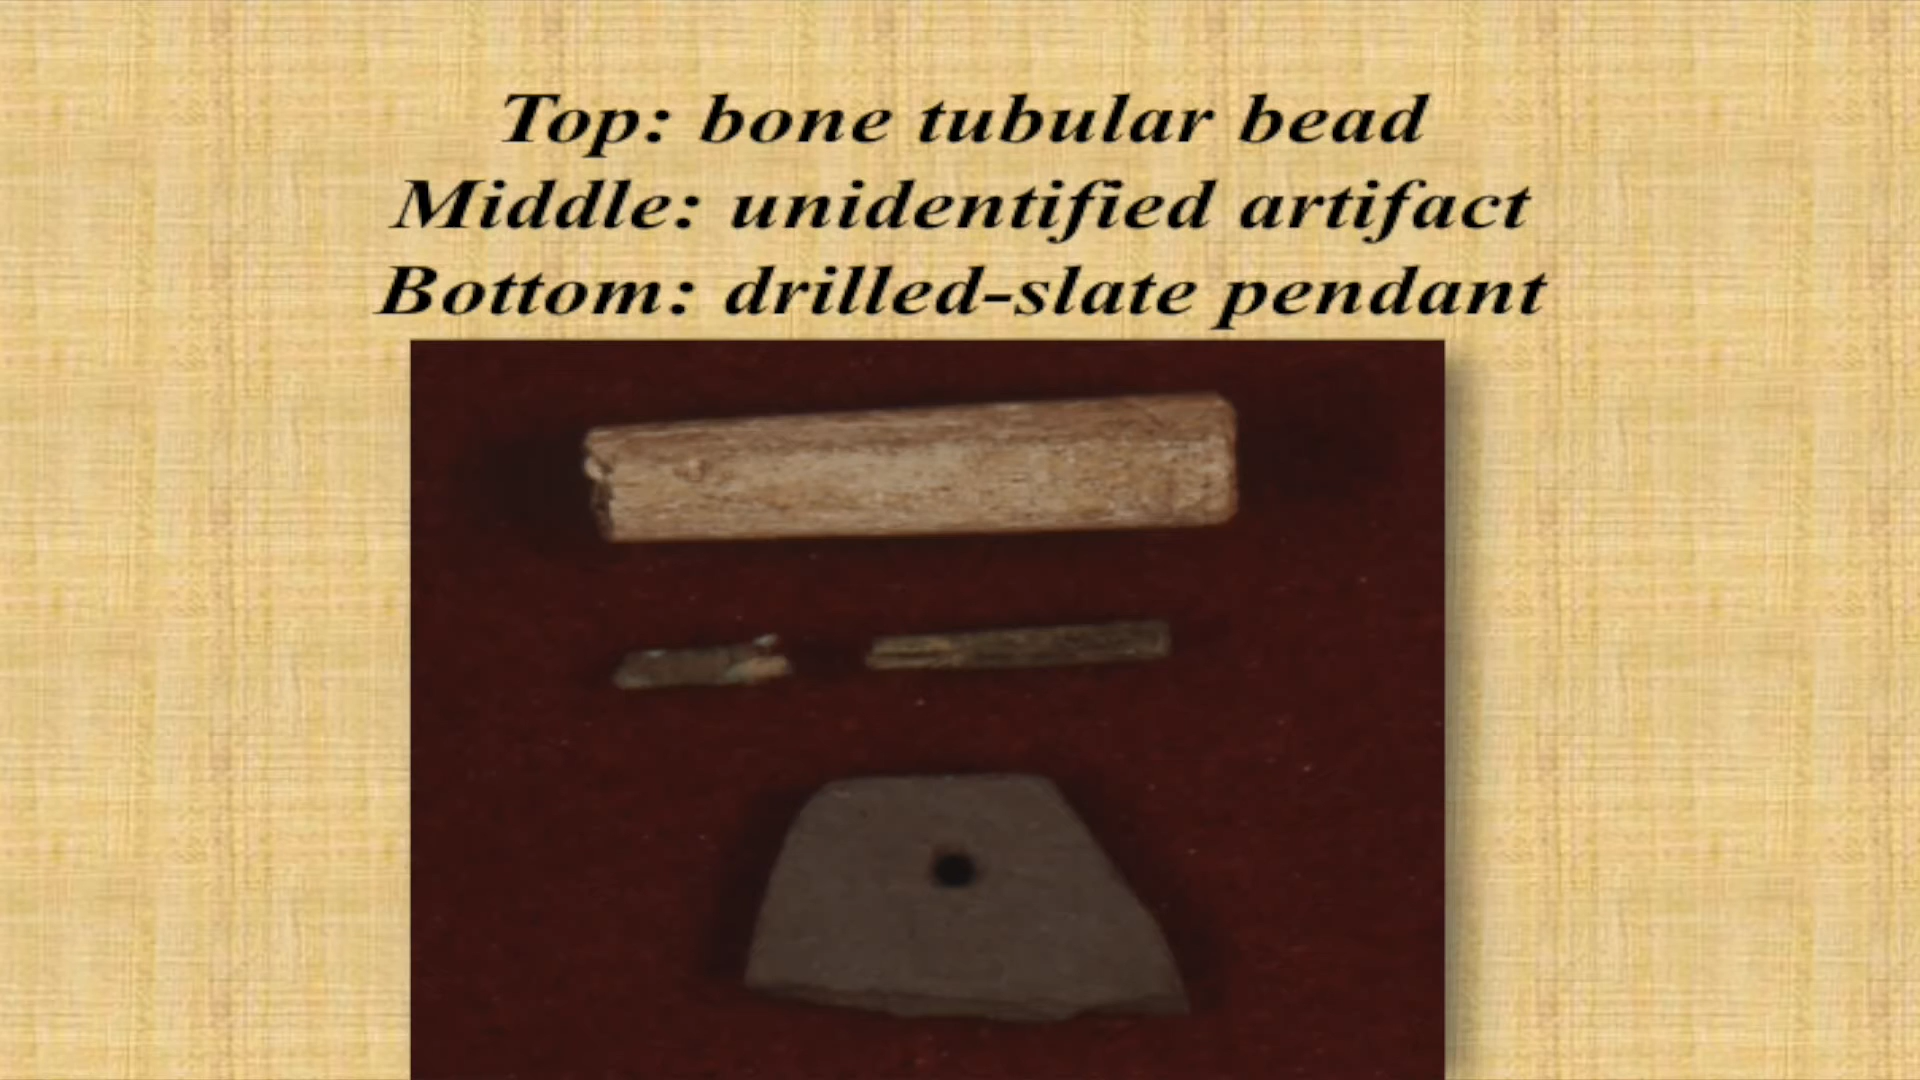 Top: bone tubular bead
Middle: unidentified artifact
Bottom: drilled-slate pendant